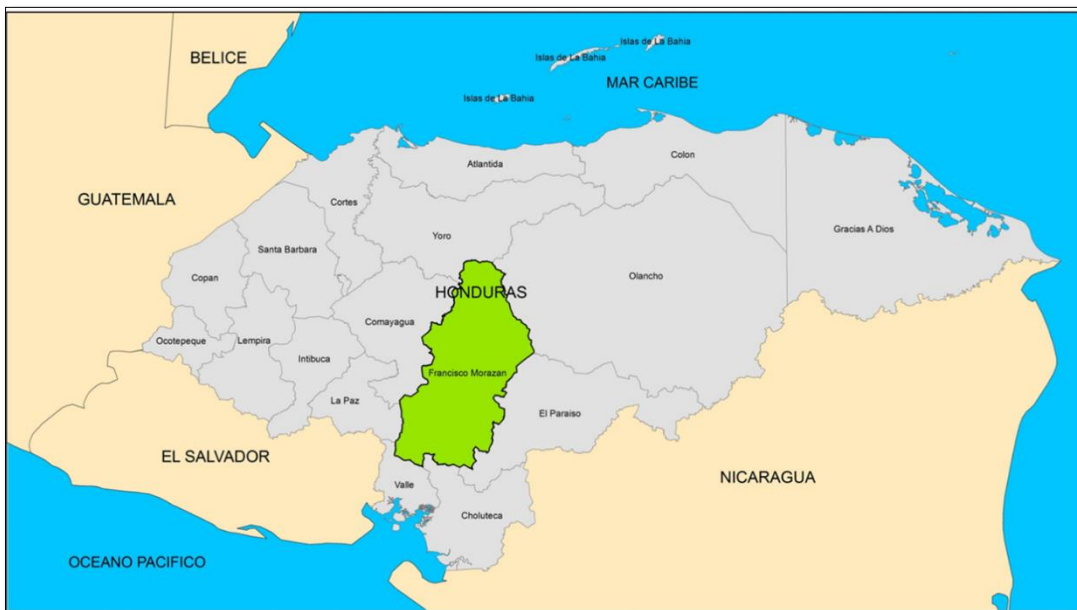 Islas de La Bahia
BELICE
Islas de La Bahia
MAR CARIBE
Islas de La Bahia
Colon
Atlantida
GUATEMALA
Cortes
Gracias A Dios
Yoro
Santa Barbara
Olancho
Copan
HONDURAS
Comayagua
Ocotepeque
Lempira
Intibuca
Francisco Morazan
La Paz
El Paraiso
EL SALVADOR
NICARAGUA
Valle
Choluteca
OCEANO PACIFICO